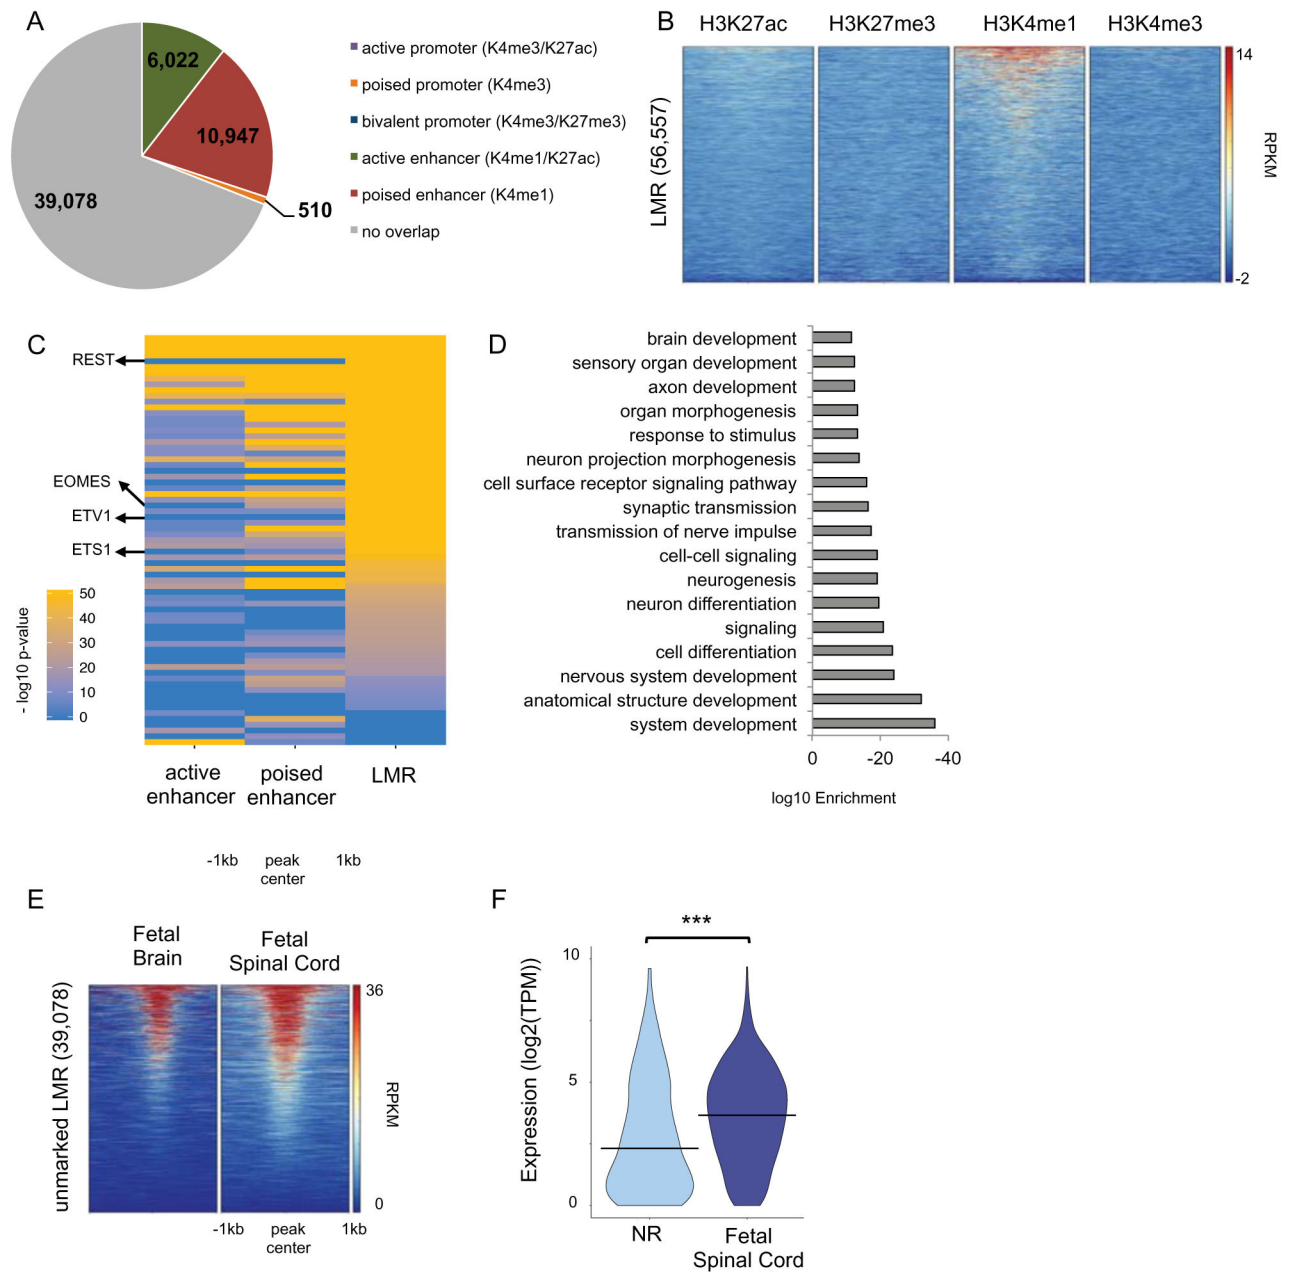 A
6,022
10,947
510
39,078
active promoter (K4me3/K27ac)
poised promoter (K4me3)
bivalent promoter (K4me3/K27me3)
active enhancer (K4me1/K27ac)
poised enhancer (K4me1)
no overlap
B
H3K27ac H3K27me3 H3K4me1 H3K4me3
LMR (56,557)
14
RPKM
-2
C
REST
EOMES
ETV1
ETS1
- log10 p-value
50
40
30
20
10
0
active
enhancer
poised
enhancer
LMR
D
brain development
sensory organ development
axon development
organ morphogenesis
response to stimulus
neuron projection morphogenesis
cell surface receptor signaling pathway
synaptic transmission
transmission of nerve impulse
cell-cell signaling
neurogenesis
neuron differentiation
signaling
cell differentiation
nervous system development
anatomical structure development
system development
0 -20 -40
log10 Enrichment
-1kb peak center 1kb
E
Fetal
Brain
Fetal
Spinal Cord
unmarked LMR (39,078)
36
RPKM
0
-1kb peak center 1kb
F
***
Expression (log2(TPM))
10
5
0
NR
Fetal
Spinal Cord